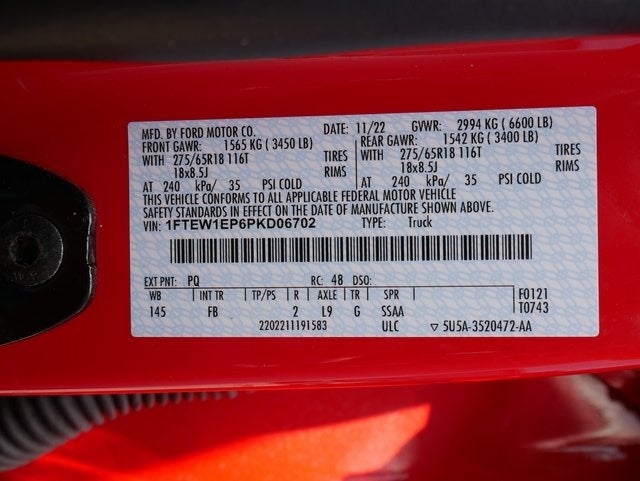 MFD. BY FORD MOTOR CO. DATE: 11/22 GVWR: 2994 KG ( 6600 LB)
FRONT GAWR: 1565 KG ( 3450 LB) REAR GAWR: 1542 KG ( 3400 LB)
WITH 275/65R18 116T TIRES WITH 275/65R18 116T TIRES
18x8.5J RIMS 18x8.5J RIMS
AT 240 kPa/ 35 PSI COLD AT 240 kPa/ 35 PSI COLD
THIS VEHICLE CONFORMS TO ALL APPLICABLE FEDERAL MOTOR VEHICLE
SAFETY STANDARDS IN EFFECT ON THE DATE OF MANUFACTURE SHOWN ABOVE.
VIN: 1FTEW1EP6PKD06702 TYPE: Truck
EXT PNT: PQ RC: 48 DSO:
WB INT TR TP/PS R AXLE TR SPR F0121
145 FB 2 L9 G SSAA T0743
2202211191583 ULC ▽ 5U5A-3520472-AA